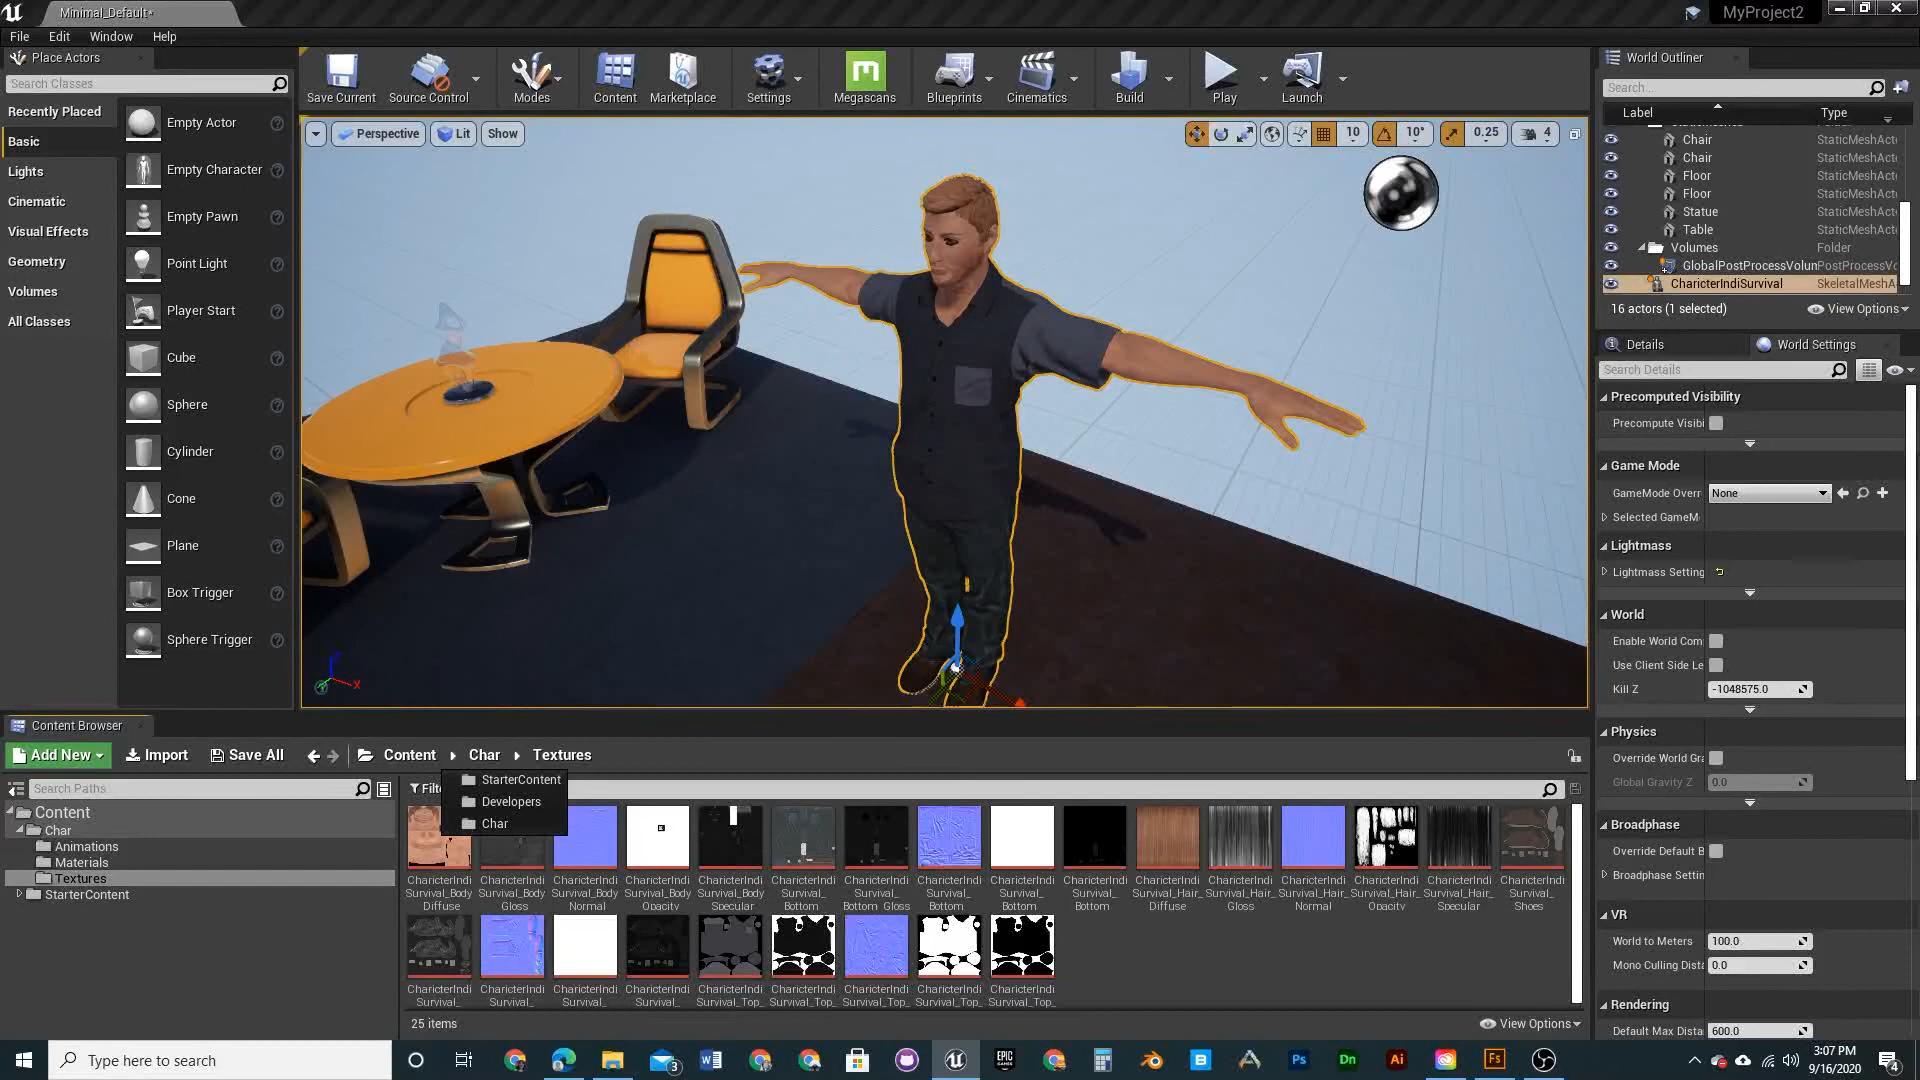 Minimal_Default*
MyProject2
File Edit Window Help
Place Actors
Search Classes
Recently Placed
Basic
Lights
Cinematic
Visual Effects
Geometry
Volumes
All Classes
Empty Actor
Empty Character
Empty Pawn
Point Light
Player Start
Cube
Sphere
Cylinder
Cone
Plane
Box Trigger
Sphere Trigger
Save Current Source Control Modes Content Marketplace Settings Megascans Blueprints Cinematics Build Play Launch
Perspective Lit Show
10 10° 0.25 4
World Outliner
Search...
Label Type
Chair StaticMeshActo
Chair StaticMeshActo
Floor StaticMeshActo
Floor StaticMeshActo
Statue StaticMeshActo
Table StaticMeshActo
Volumes Folder
GlobalPostProcessVolun PostProcessVo
CharicterIndiSurvival SkeletalMeshA
16 actors (1 selected) View Options
Details World Settings
Search Details
Precomputed Visibility
Precompute Visibi
Game Mode
GameMode Overr None
Selected GameM
Lightmass
Lightmass Setting
World
Enable World Com
Use Client Side Le
Kill Z -1048575.0
Physics
Override World Gra
Global Gravity Z 0.0
Broadphase
Override Default B
Broadphase Settin
VR
World to Meters 100.0
Mono Culling Dista 0.0
Rendering
Default Max Distan 600.0
Content Browser
Add New Import Save All Content Char Textures
Search Paths
Content
Char
Animations
Materials
Textures
StarterContent
Filte
StarterContent
Developers
Char
CharicterIndi CharicterIndi CharicterIndi CharicterIndi CharicterIndi CharicterIndi CharicterIndi CharicterIndi CharicterIndi CharicterIndi CharicterIndi CharicterIndi CharicterIndi CharicterIndi CharicterIndi CharicterIndi
Survival_Body Survival_Body Survival_Body Survival_Body Survival_Body Survival_ Survival_ Survival_ Survival_ Survival_ Survival_Hair_ Survival_Hair_ Survival_Hair_ Survival_Hair_ Survival_Hair_ Survival_
Diffuse Gloss Normal Opacity Specular Bottom Bottom_Gloss Bottom Bottom Bottom Diffuse Gloss Normal Opacity Specular Shoes
CharicterIndi CharicterIndi CharicterIndi CharicterIndi CharicterIndi CharicterIndi CharicterIndi CharicterIndi CharicterIndi
Survival_ Survival_ Survival_ Survival_ Survival_Top_ Survival_Top_ Survival_Top_ Survival_Top_ Survival_Top_
25 items View Options
Type here to search
3:07 PM
9/16/2020